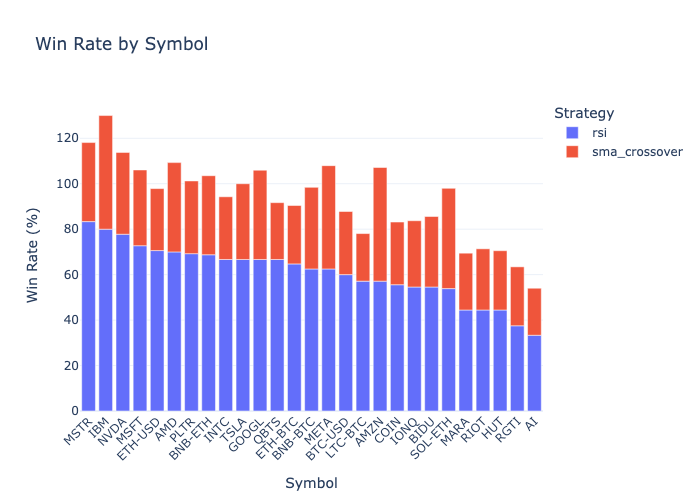 Win Rate by Symbol
Strategy
rsi
sma_crossover
Win Rate (%)
120
100
80
60
40
20
0
MSTR
IBM
NVDA
MSFT
ETH-USD
AMD
PLTR
BNB-ETH
INTC
TSLA
GOOGL
QBTS
ETH-BTC
BNB-BTC
META
BTC-USD
LTC-BTC
AMZN
COIN
IONQ
BIDU
SOL-ETH
MARA
RIOT
HUT
RGTI
AI
Symbol